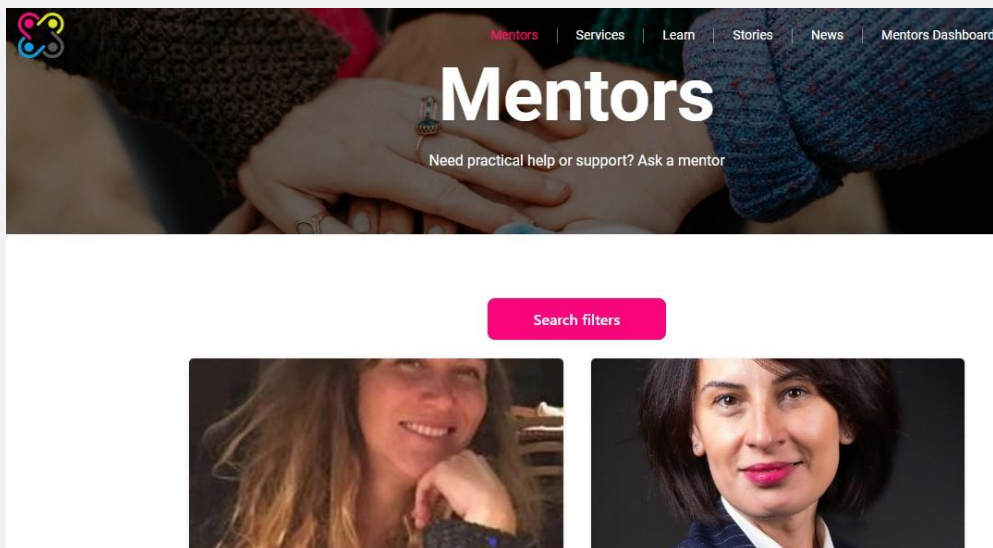 Mentors | Services | Learn | Stories | News | Mentors Dashboard
Mentors
Need practical help or support? Ask a mentor
Search filters